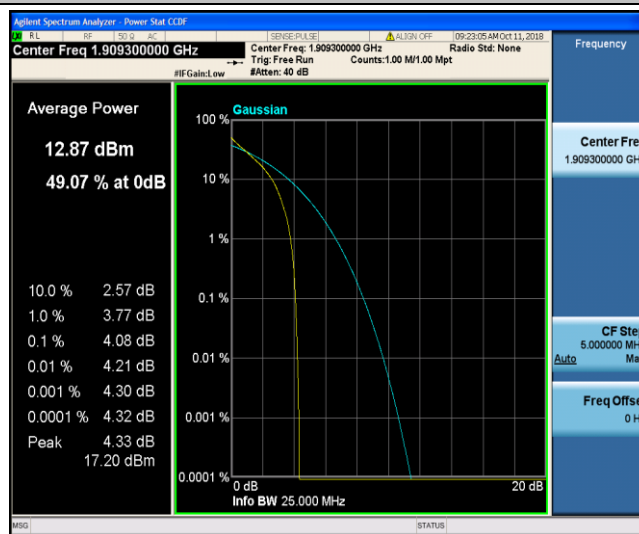 Agilent Spectrum Analyzer - Power Stat CCDF
RL RF 50 Ω AC SENSE:PULSE ALIGN OFF 09:23:05 AM Oct 11, 2018
Center Freq 1.909300000 GHz
Center Freq: 1.909300000 GHz Radio Std: None
Trig: Free Run Counts:1.00 M/1.00 Mpt
#IFGain:Low #Atten: 40 dB
Frequency
Average Power
12.87 dBm
49.07 % at 0dB
10.0 % 2.57 dB
1.0 % 3.77 dB
0.1 % 4.08 dB
0.01 % 4.21 dB
0.001 % 4.30 dB
0.0001 % 4.32 dB
Peak 4.33 dB
17.20 dBm
Gaussian
100 %
10 %
1 %
0.1 %
0.01 %
0.001 %
0.0001 %
0 dB 20 dB
Info BW 25.000 MHz
Center Fre
1.909300000 GH
CF Ste
5.000000 MH
Auto Ma
Freq Offse
0 H
MSG STATUS